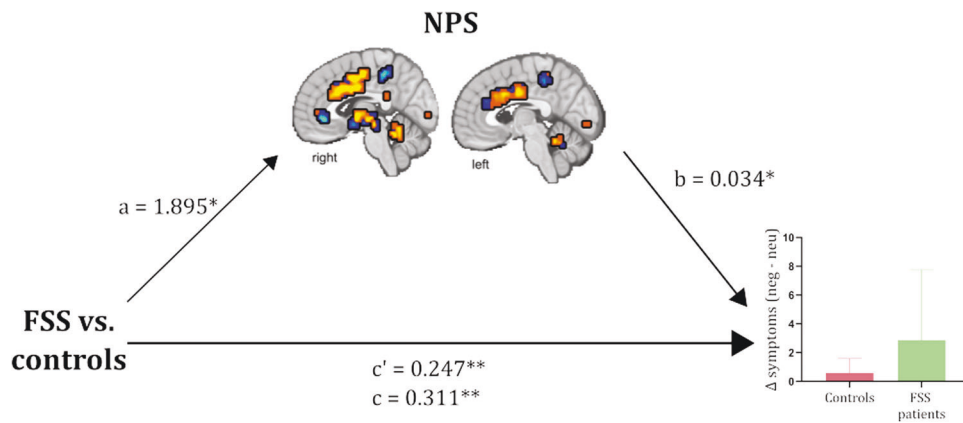 NPS
right
left
a = 1.895*
b = 0.034*
FSS vs.
controls
c' = 0.247**
c = 0.311**
Δ symptoms (neg - neu)
10
8
6
4
2
0
Controls
FSS
patients